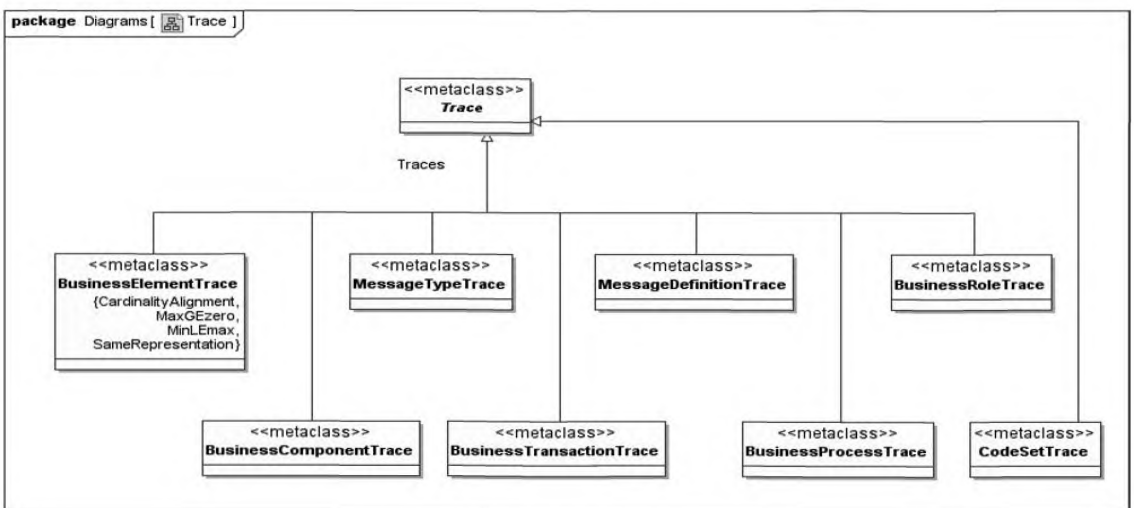 package Diagrams [ Trace ]
<<metaclass>>
Trace
Traces
<<metaclass>>
BusinessElementTrace
{CardinalityAlignment,
MaxGEzero,
MinLEmax,
SameRepresentation}
<<metaclass>>
MessageTypeTrace
<<metaclass>>
MessageDefinitionTrace
<<metaclass>>
BusinessRoleTrace
<<metaclass>>
BusinessComponentTrace
<<metaclass>>
BusinessTransactionTrace
<<metaclass>>
BusinessProcessTrace
<<metaclass>>
CodeSetTrace